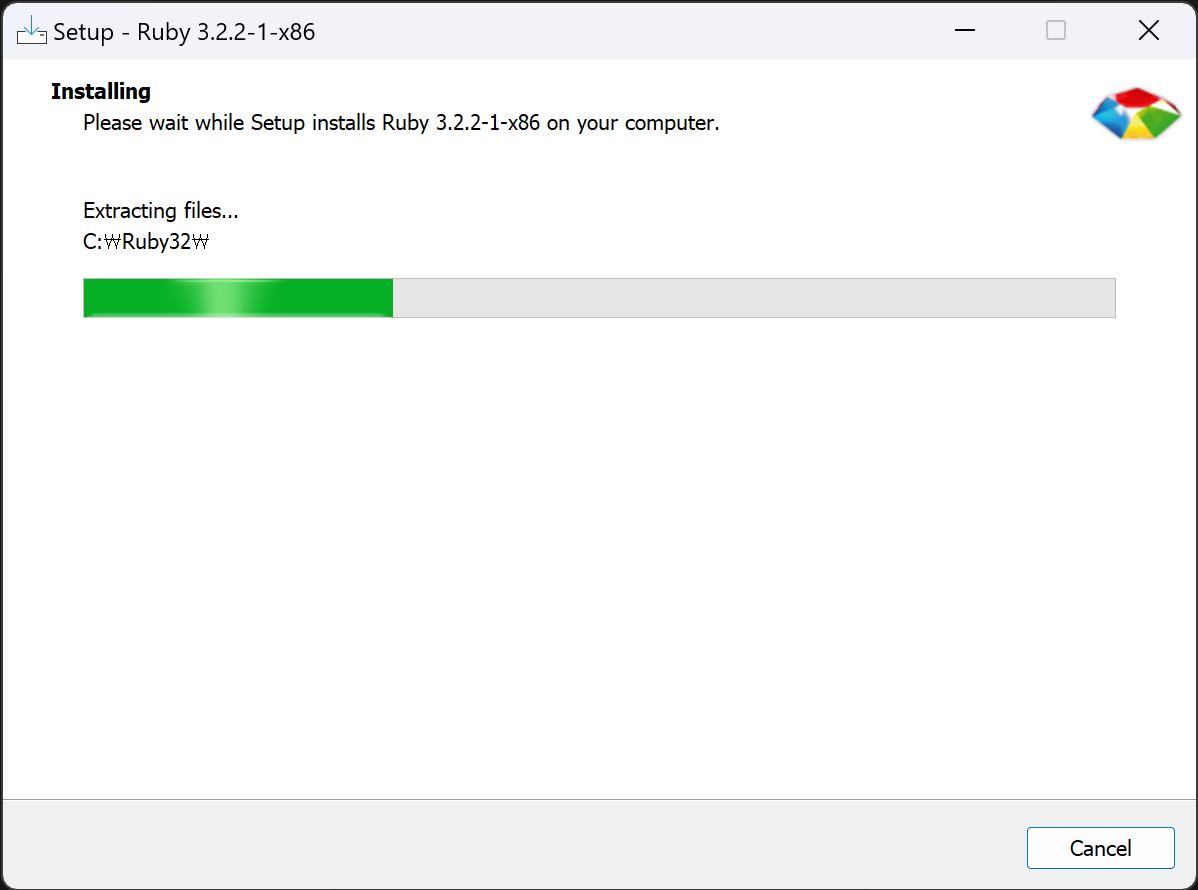 Setup - Ruby 3.2.2-1-x86
Installing
Please wait while Setup installs Ruby 3.2.2-1-x86 on your computer.
Extracting files...
C:₩Ruby32₩
Cancel